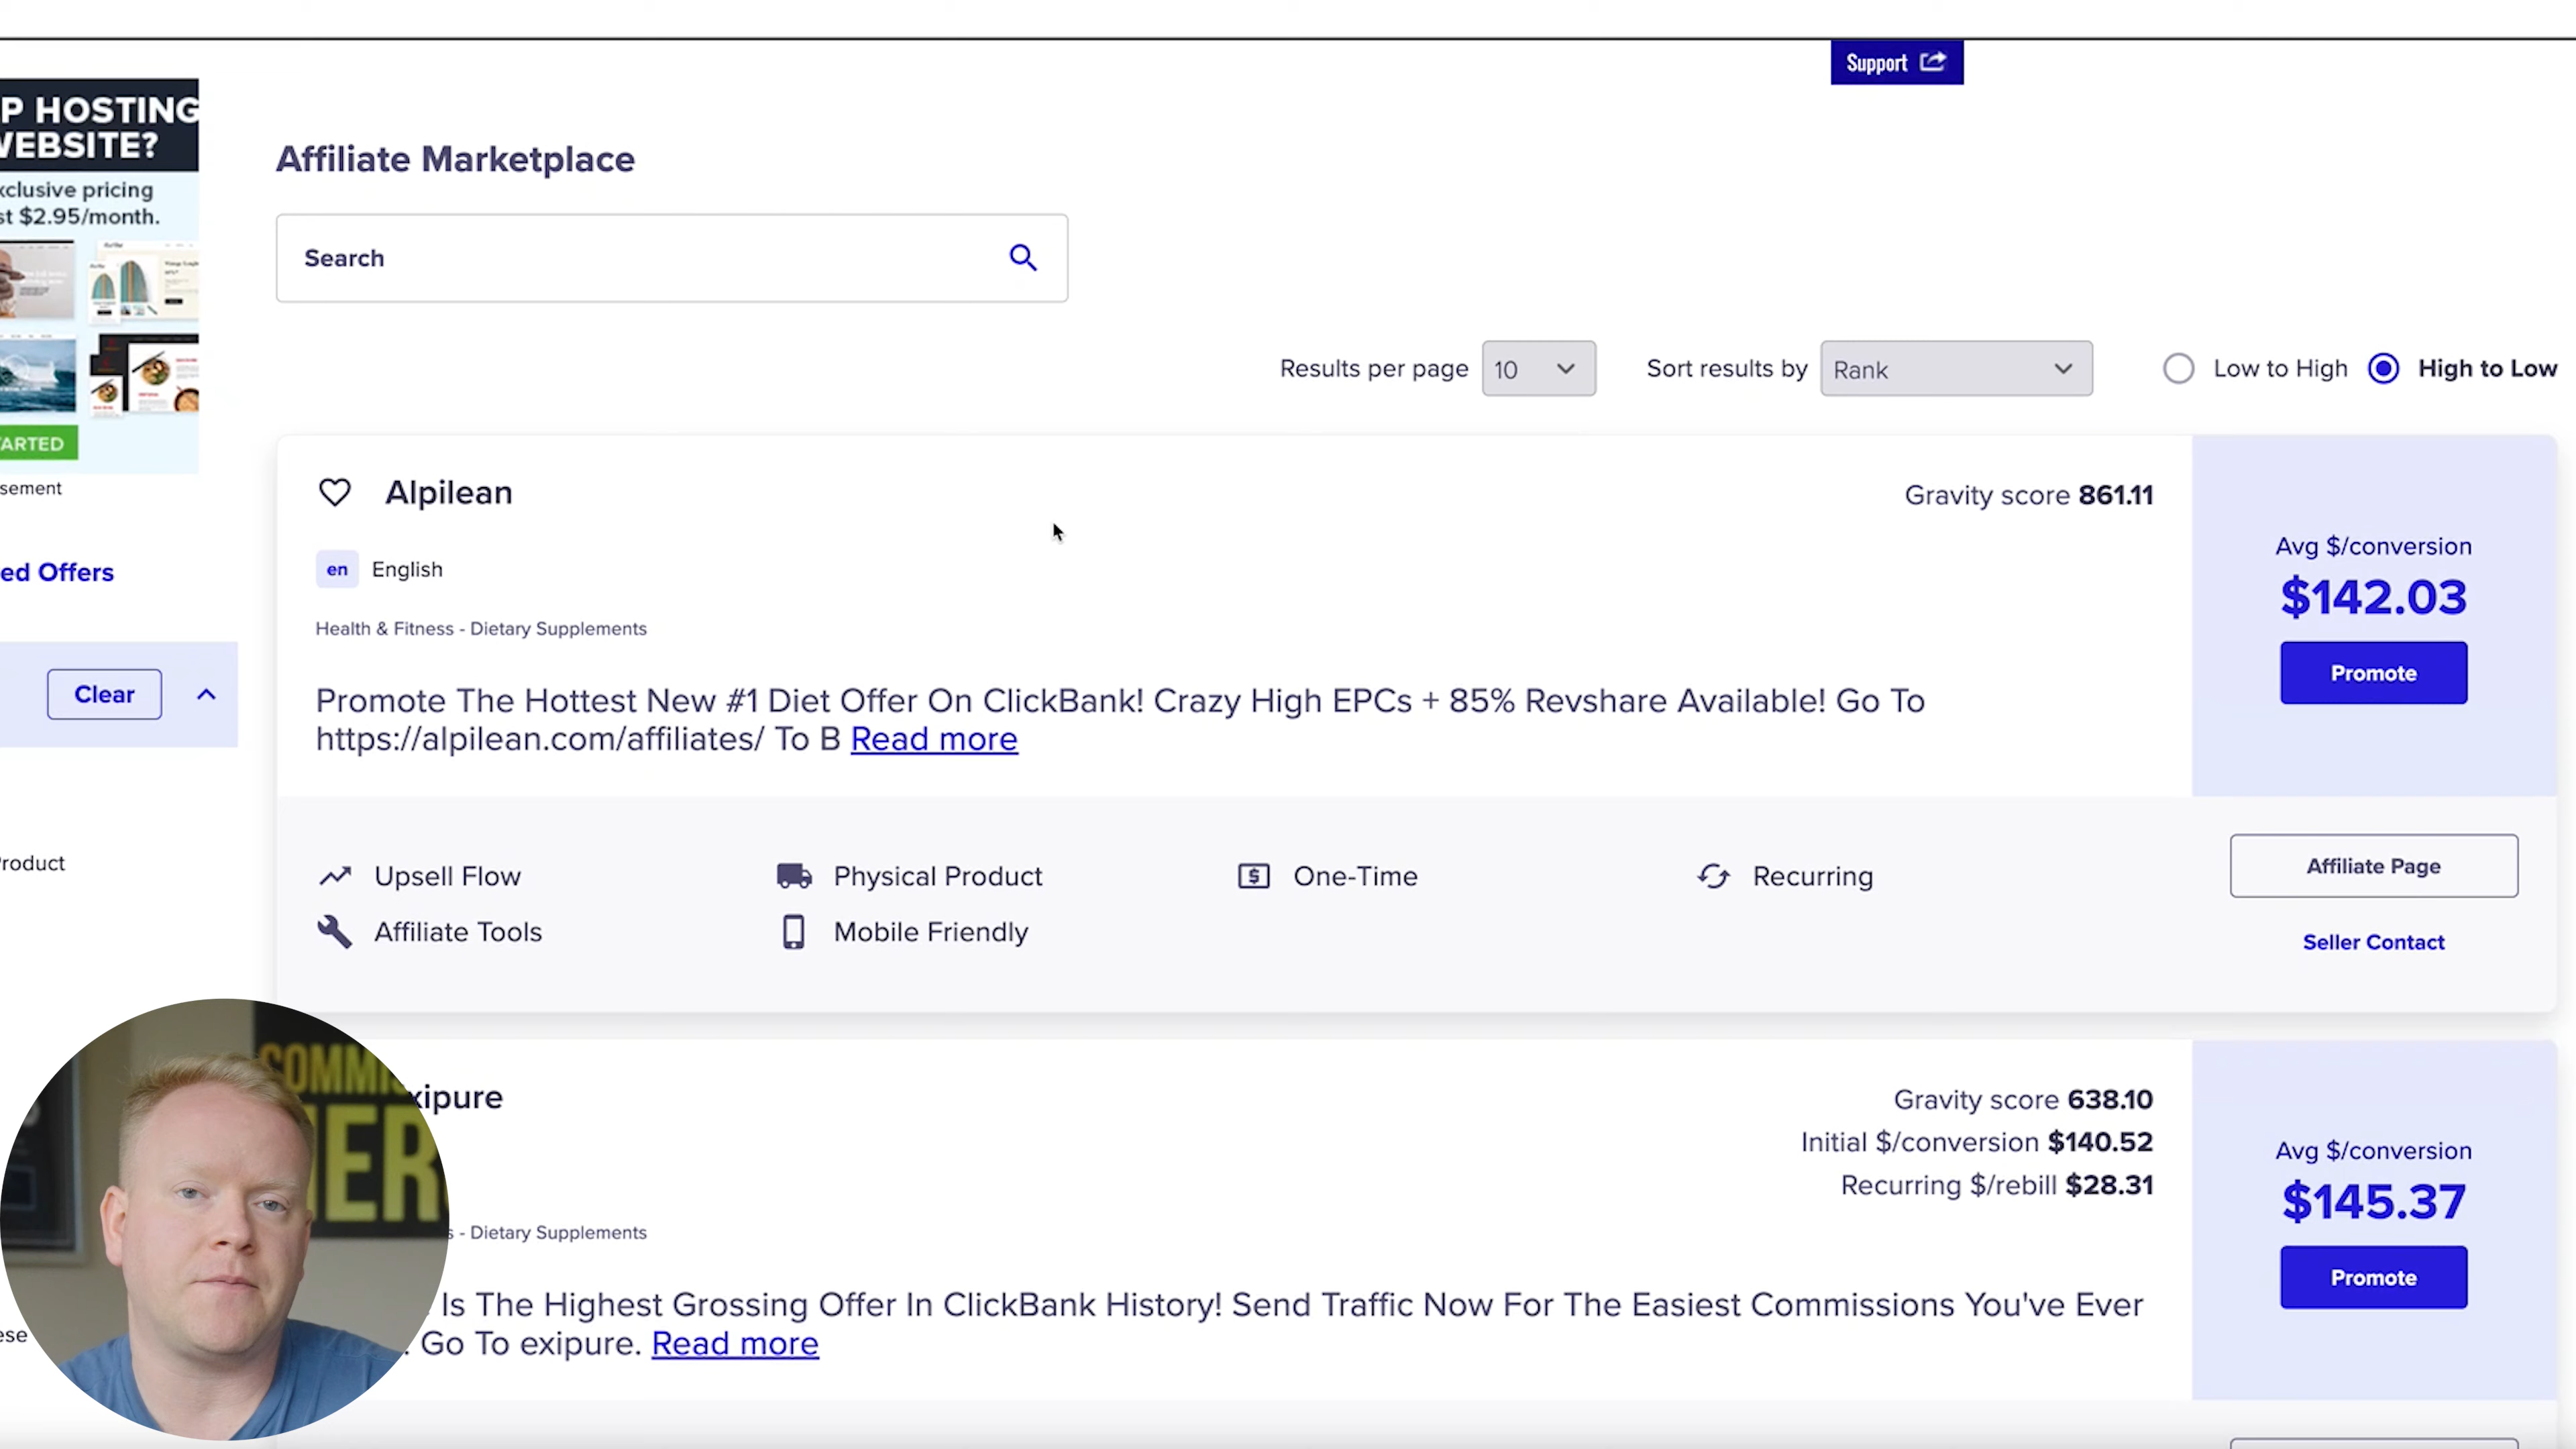 Support
P HOSTING
WEBSITE?
xclusive pricing
st $2.95/month.
ARTED
sement
ed Offers
Clear
roduct
ese
Affiliate Marketplace
Search
Results per page 10 Sort results by Rank Low to High High to Low
Alpilean Gravity score 861.11
en English
Health & Fitness - Dietary Supplements
Promote The Hottest New #1 Diet Offer On ClickBank! Crazy High EPCs + 85% Revshare Available! Go To
https://alpilean.com/affiliates/ To B Read more
Avg $/conversion
$142.03
Promote
Upsell Flow Physical Product One-Time Recurring
Affiliate Tools Mobile Friendly
Affiliate Page
Seller Contact
xipure Gravity score 638.10
Initial $/conversion $140.52
Recurring $/rebill $28.31
s - Dietary Supplements
Is The Highest Grossing Offer In ClickBank History! Send Traffic Now For The Easiest Commissions You've Ever
. Go To exipure. Read more
Avg $/conversion
$145.37
Promote
COMMIS
ER